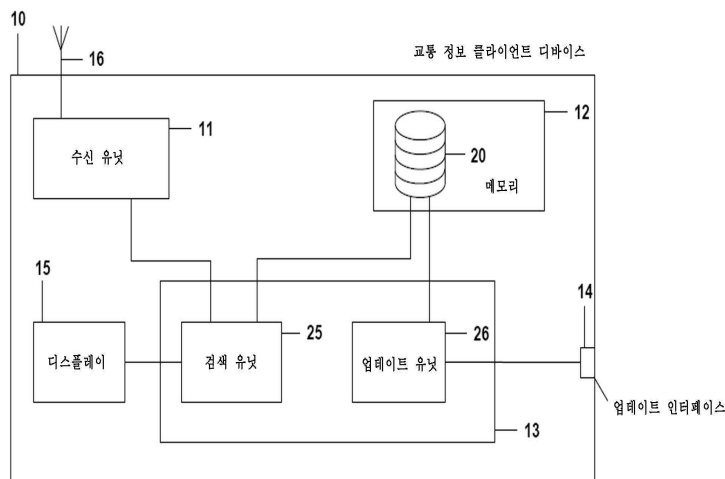 10
16
교통 정보 클라이언트 디바이스
11
수신 유닛
12
20
메모리
15
디스플레이
검색 유닛
25
업데이트 유닛
26
14
업데이트 인터페이스
13